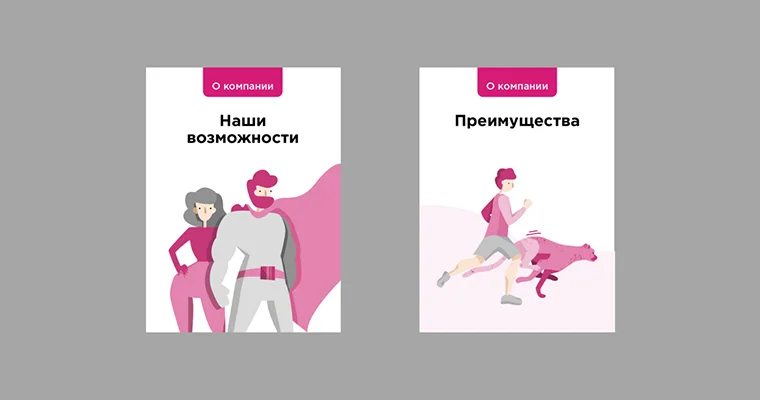 О компании
Наши
возможности
О компании
Преимущества